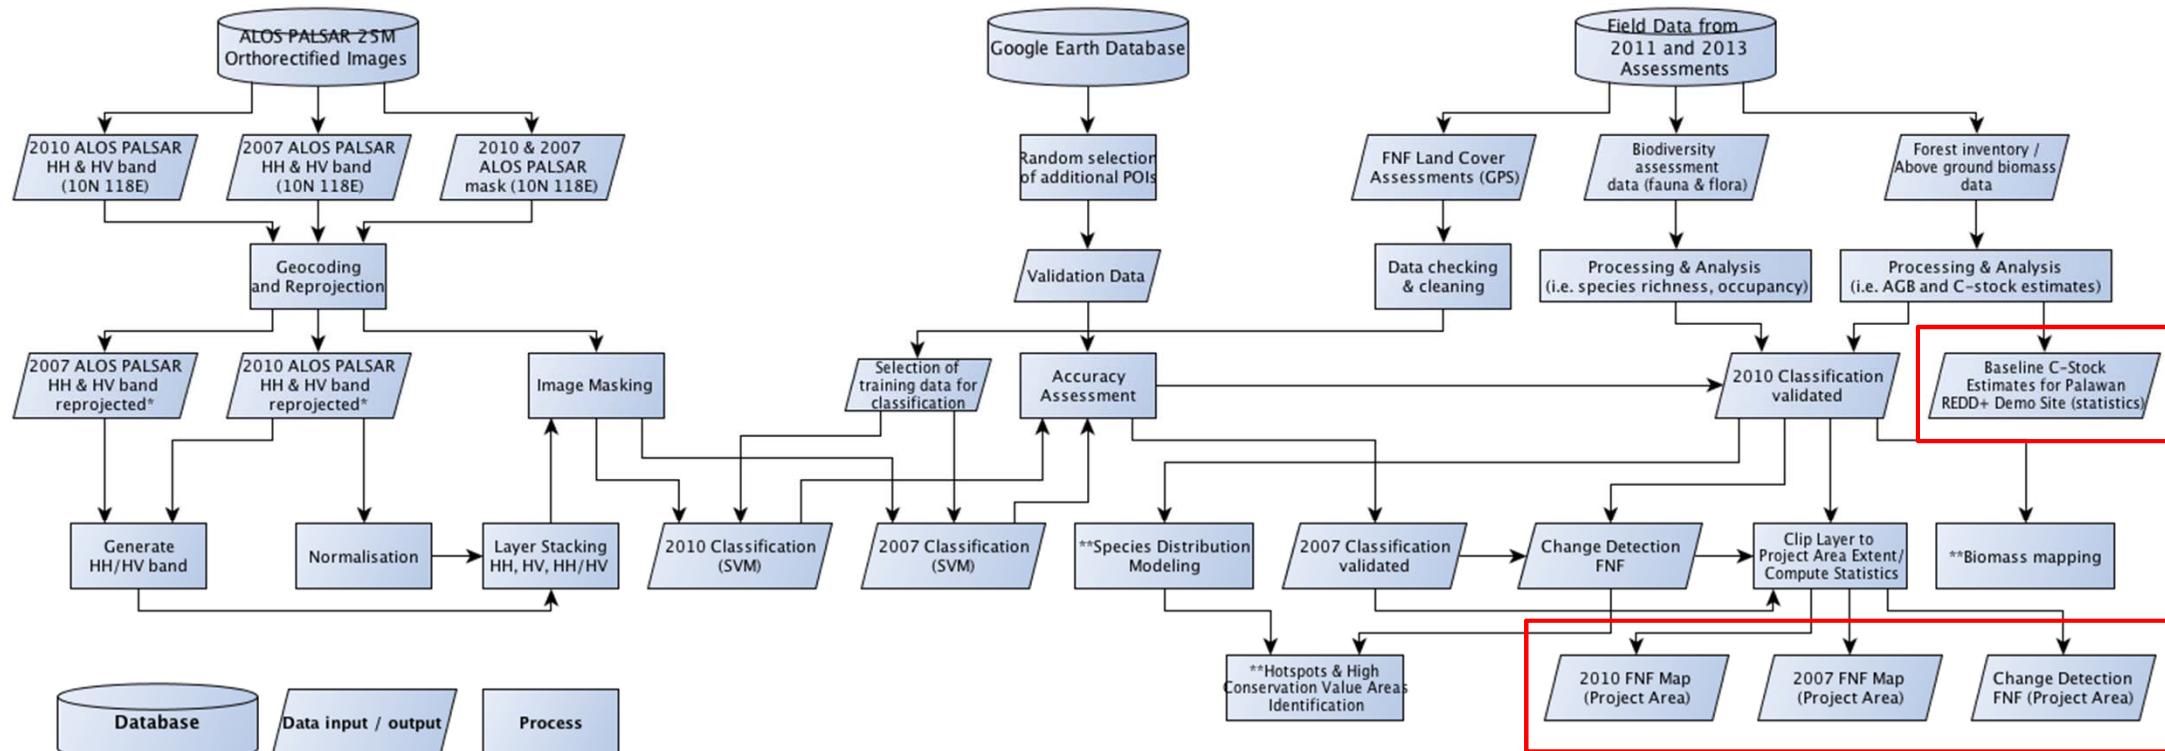 ALOS PALSAR 25M
Orthorectified Images
Google Earth Database
Field Data from
2011 and 2013
Assessments
2010 ALOS PALSAR
HH & HV band
(10N 118E)
2007 ALOS PALSAR
HH & HV band
(10N 118E)
2010 & 2007
ALOS PALSAR
mask (10N 118E)
Random selection
of additional POIs
FNF Land Cover
Assessments (GPS)
Biodiversity
assessment
data (fauna & flora)
Forest inventory /
Above ground biomass
data
Geocoding
and Reprojection
Validation Data
Data checking
& cleaning
Processing & Analysis
(i.e. species richness, occupancy)
Processing & Analysis
(i.e. AGB and C-stock estimates)
2007 ALOS PALSAR
HH & HV band
reprojected*
2010 ALOS PALSAR
HH & HV band
reprojected*
Image Masking
Selection of
training data for
classification
Accuracy
Assessment
2010 Classification
validated
Baseline C-Stock
Estimates for Palawan
REDD+ Demo Site (statistics)
Generate
HH/HV band
Normalisation
Layer Stacking
HH, HV, HH/HV
2010 Classification
(SVM)
2007 Classification
(SVM)
**Species Distribution
Modeling
2007 Classification
validated
Change Detection
FNF
Clip Layer to
Project Area Extent/
Compute Statistics
**Biomass mapping
**Hotspots & High
Conservation Value Areas
Identification
2010 FNF Map
(Project Area)
2007 FNF Map
(Project Area)
Change Detection
FNF (Project Area)
Database
Data input / output
Process